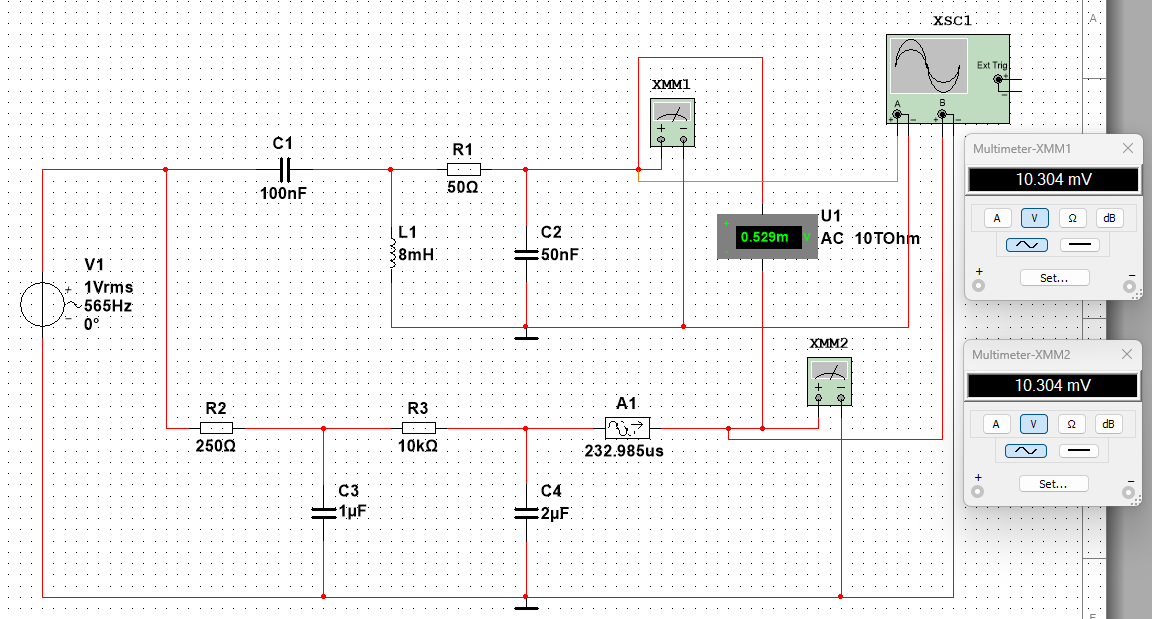 A
XSC1
Ext Trig
+
−
A
B
+ − + −
XMM1
+ −
C1
100nF
R1
50Ω
L1
8mH
C2
50nF
+
0.529m V
U1
AC 10TOhm
V1
1Vrms
565Hz
0°
+
−
XMM2
+ −
R2
250Ω
R3
10kΩ
A1
232.985us
C3
1µF
C4
2µF
Multimeter-XMM1
10.304 mV
A V Ω dB
+ −
Set...
Multimeter-XMM2
10.304 mV
A V Ω dB
+ −
Set...